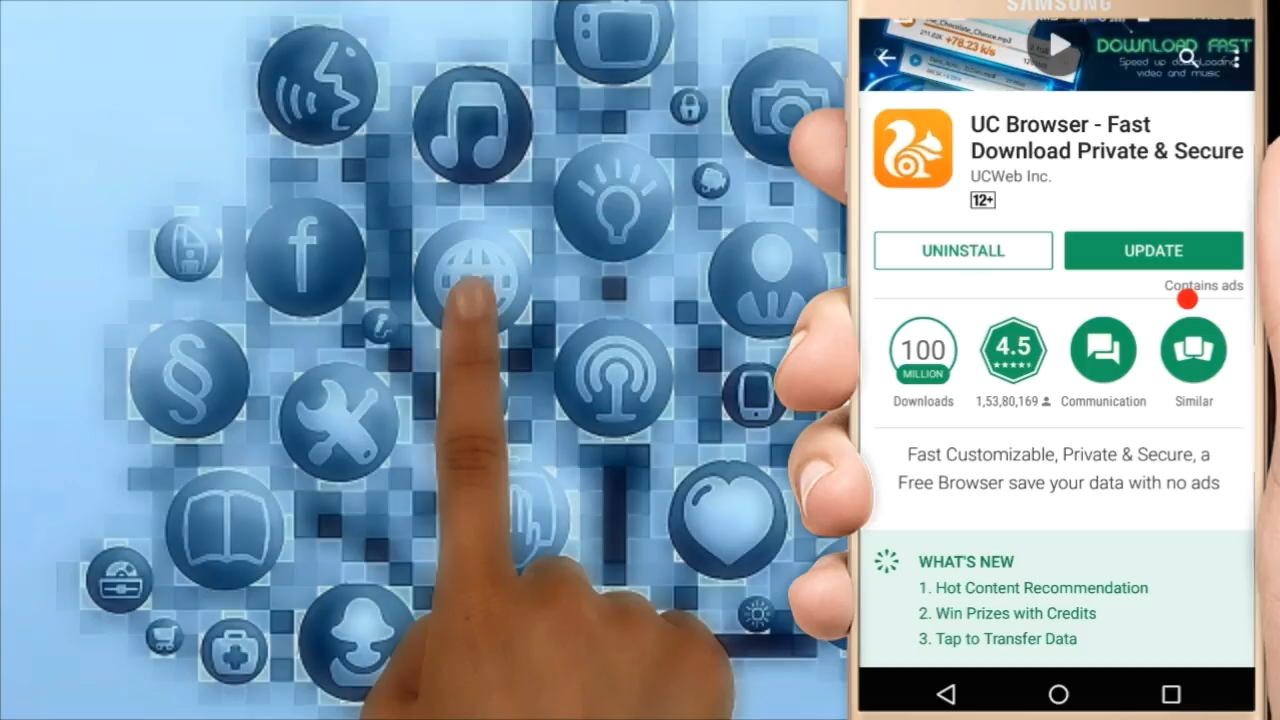 SAMSUNG
+78.23 k/s
DOWNLOAD FAST
Speed up downloading
video and music
UC Browser - Fast
Download Private & Secure
UCWeb Inc.
12+
UNINSTALL
UPDATE
Contains ads
100
MILLION
4.5
Downloads
1,53,80,169
Communication
Similar
Fast Customizable, Private & Secure, a
Free Browser save your data with no ads
WHAT'S NEW
1. Hot Content Recommendation
2. Win Prizes with Credits
3. Tap to Transfer Data